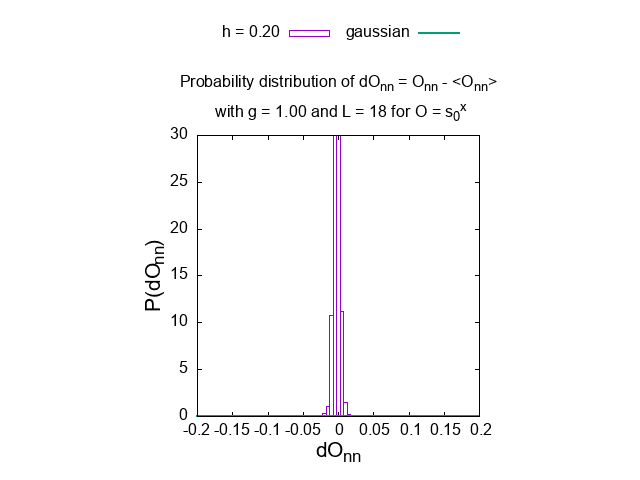 h = 0.20 gaussian
Probability distribution of dOnn = Onn - <Onn>
with g = 1.00 and L = 18 for O = s0x
30
25
20
15
10
5
0
P(dOnn)
-0.2 -0.15 -0.1 -0.05 0 0.05 0.1 0.15 0.2
dOnn